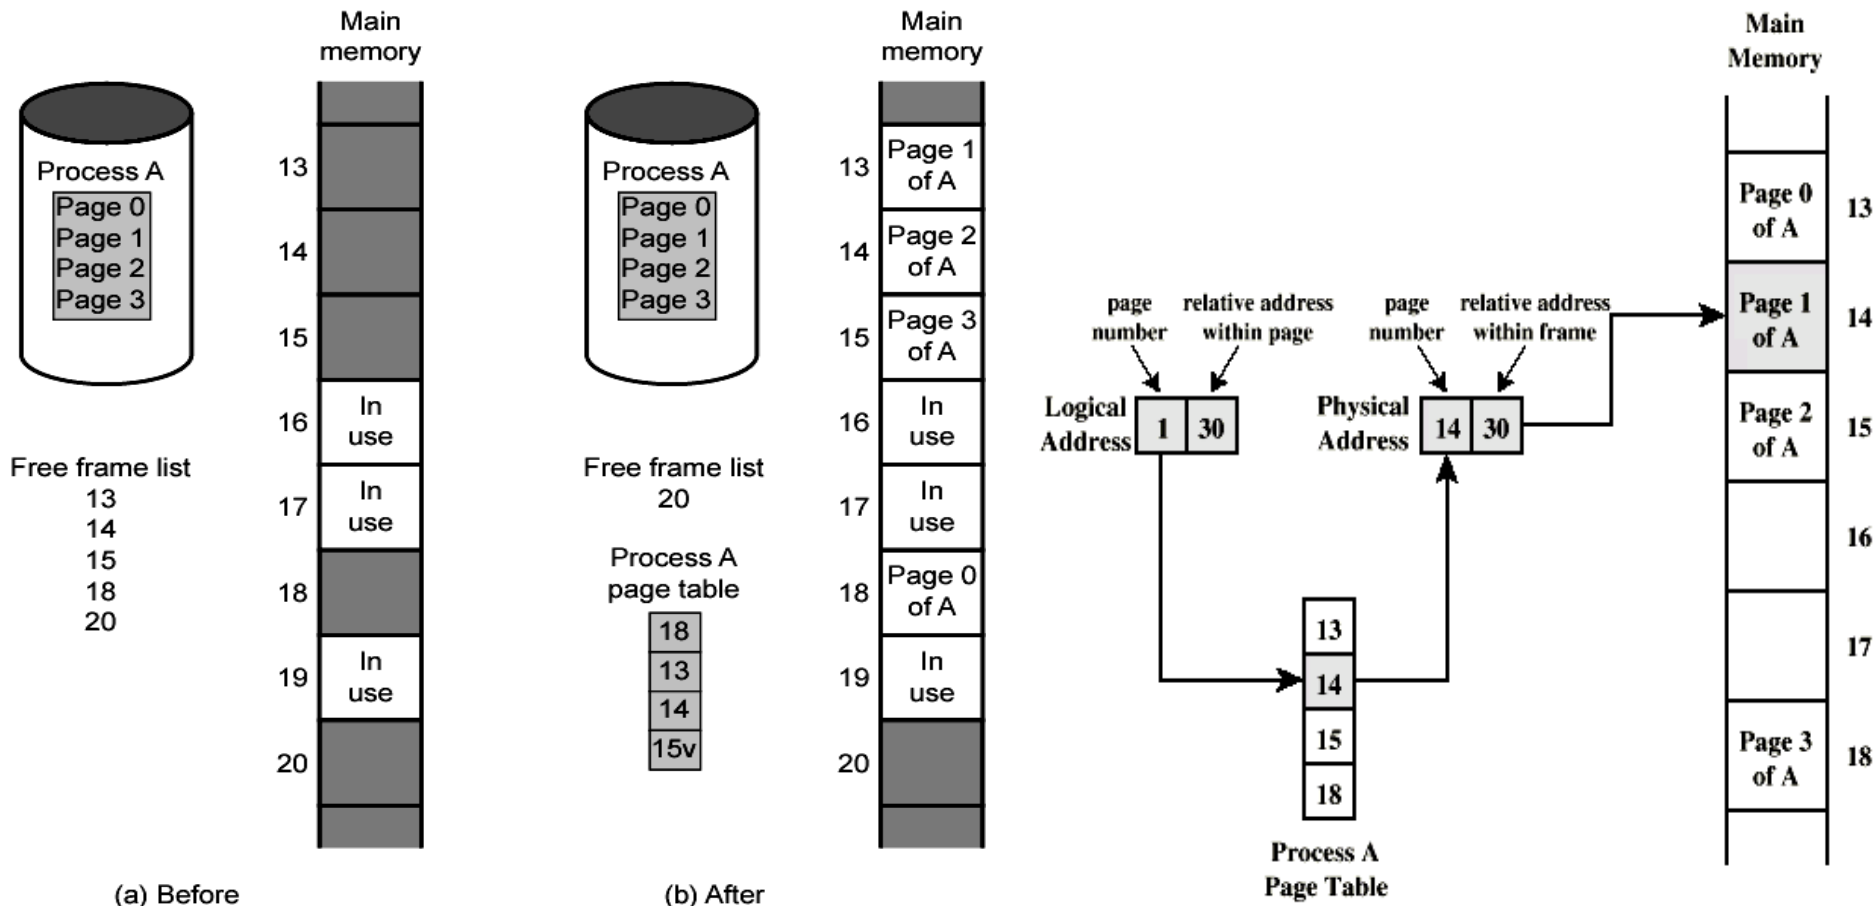 Main
memory
Process A
Page 0
Page 1
Page 2
Page 3
13
14
15
16
In
use
17
In
use
18
19
In
use
20
Free frame list
13
14
15
18
20
(a) Before
Main
memory
Process A
Page 0
Page 1
Page 2
Page 3
13
Page 1
of A
14
Page 2
of A
15
Page 3
of A
16
In
use
17
In
use
18
Page 0
of A
19
In
use
20
Free frame list
20
Process A
page table
18
13
14
15v
(b) After
page
number
relative address
within page
Logical
Address
1
30
page
number
relative address
within frame
Physical
Address
14
30
13
14
15
18
Process A
Page Table
Main
Memory
Page 0
of A
13
Page 1
of A
14
Page 2
of A
15
16
17
Page 3
of A
18